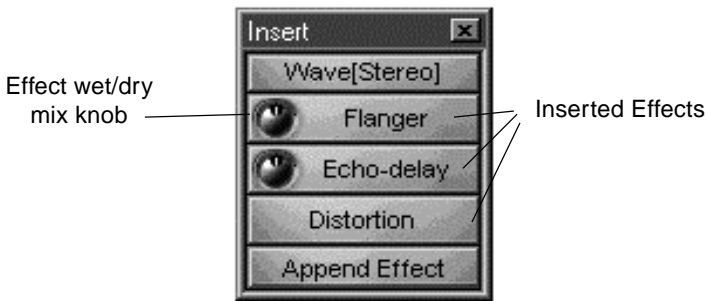 Insert
Wave[Stereo]
Effect wet/dry
mix knob
Flanger
Inserted Effects
Echo-delay
Distortion
Append Effect